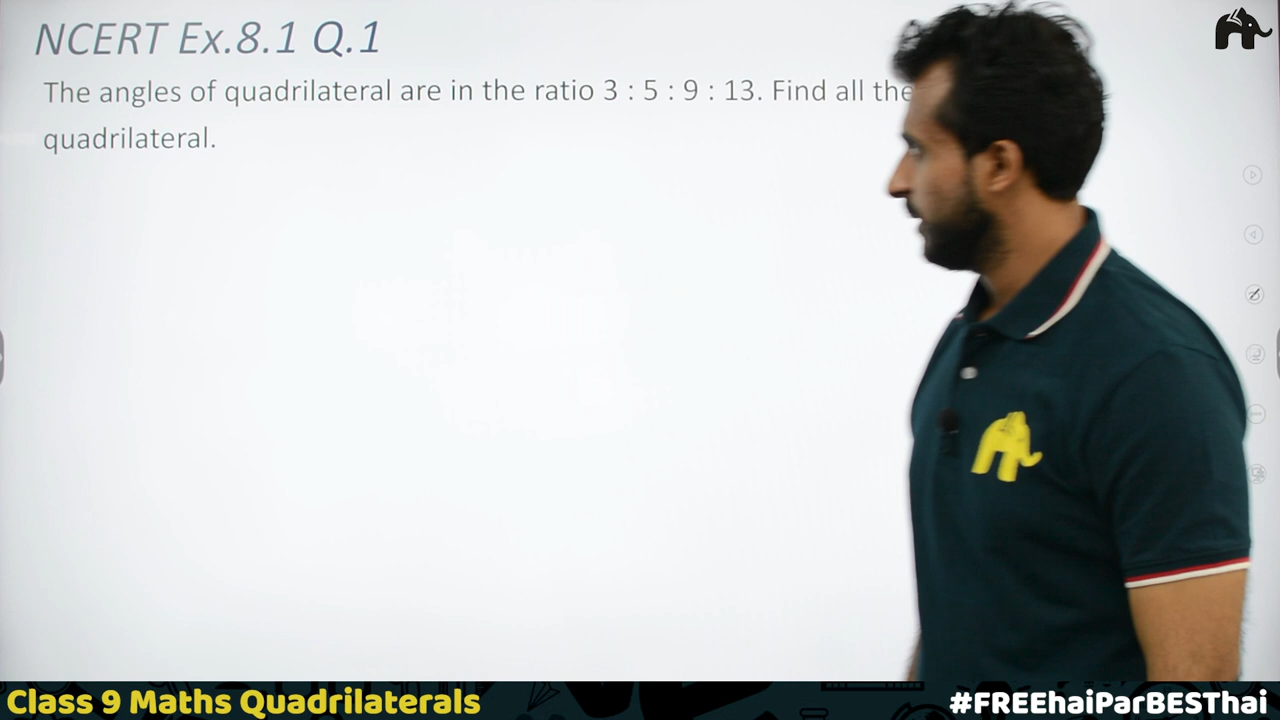 NCERT Ex.8.1 Q.1
The angles of quadrilateral are in the ratio 3 : 5 : 9 : 13. Find all the
quadrilateral.
Class 9 Maths Quadrilaterals
#FREEhaiParBESThai